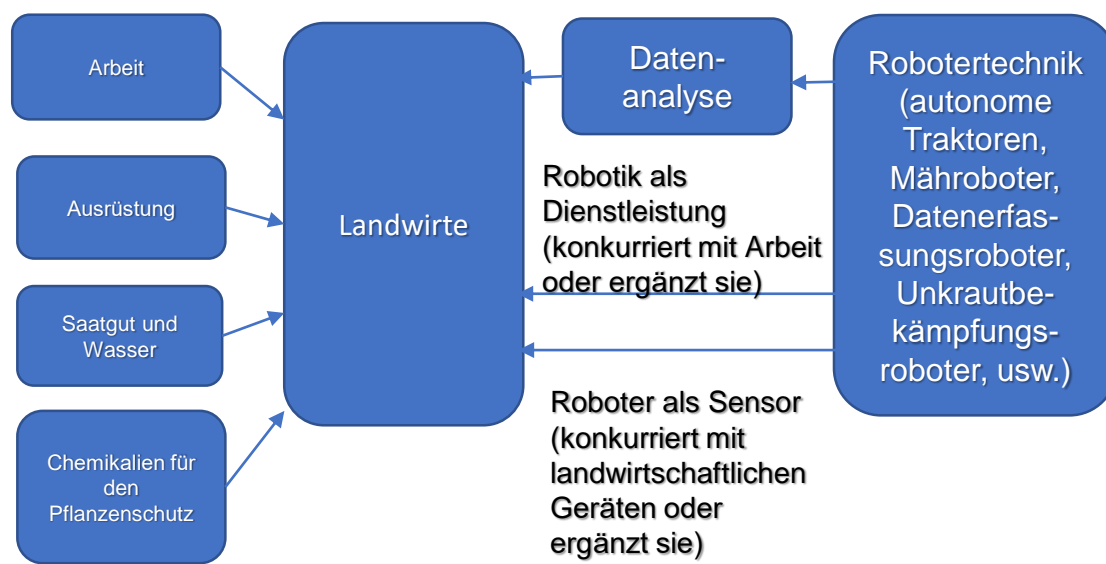 Arbeit
Ausrüstung
Saatgut und
Wasser
Chemikalien für
den
Pflanzenschutz
Landwirte
Daten-
analyse
Robotik als
Dienstleistung
(konkurriert mit Arbeit
oder ergänzt sie)
Roboter als Sensor
(konkurriert mit
landwirtschaftlichen
Geräten oder
ergänzt sie)
Robotertechnik
(autonome
Traktoren,
Mähroboter,
Datenerfas-
sungsroboter,
Unkrautbe-
kämpfungs-
roboter, usw.)